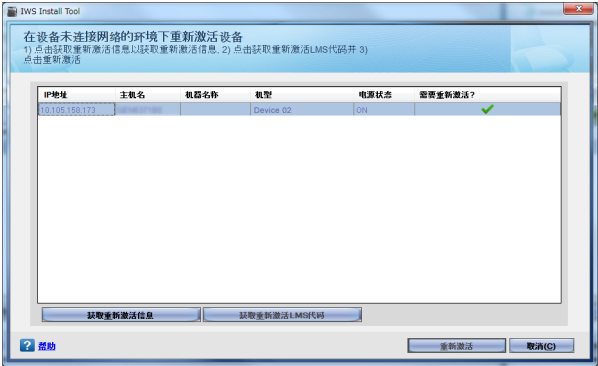 IWS Install Tool
在设备未连接网络的环境下重新激活设备
1) 点击获取重新激活信息以获取重新激活信息, 2) 点击获取重新激活LMS代码并 3)
点击重新激活
IP地址 主机名 机器名称 机型 电源状态 需要重新激活?
10.105.150.173 Device 02 ON
获取重新激活信息 获取重新激活LMS代码
帮助 重新激活 取消(C)